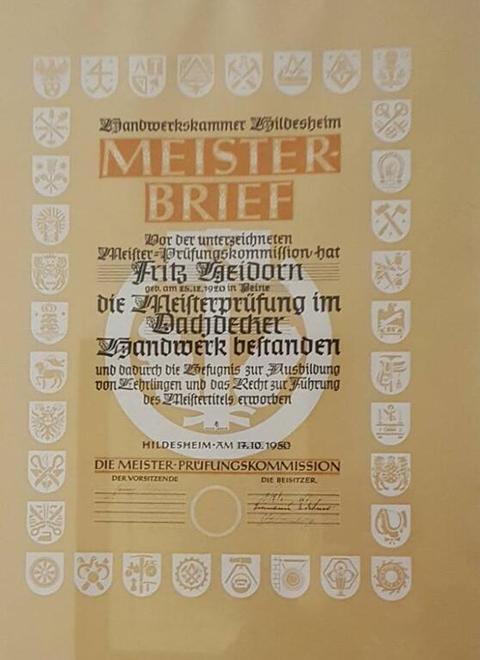 Handwerkskammer Hildesheim
MEISTER-
BRIEF
Vor der unterzeichneten
Meister-Prüfungskommission hat
Fritz Heidorn
geb. am 25.12.1920 in Peine
die Meisterprüfung im
Dachdecker
Handwerk bestanden
und dadurch die Befugnis zur Ausbildung
von Lehrlingen und das Recht zur Führung
des Meistertitels erworben
HILDESHEIM·AM 17.10.1950
DIE MEISTER-PRÜFUNGSKOMMISSION
DER VORSITZENDE
DIE BEISITZER